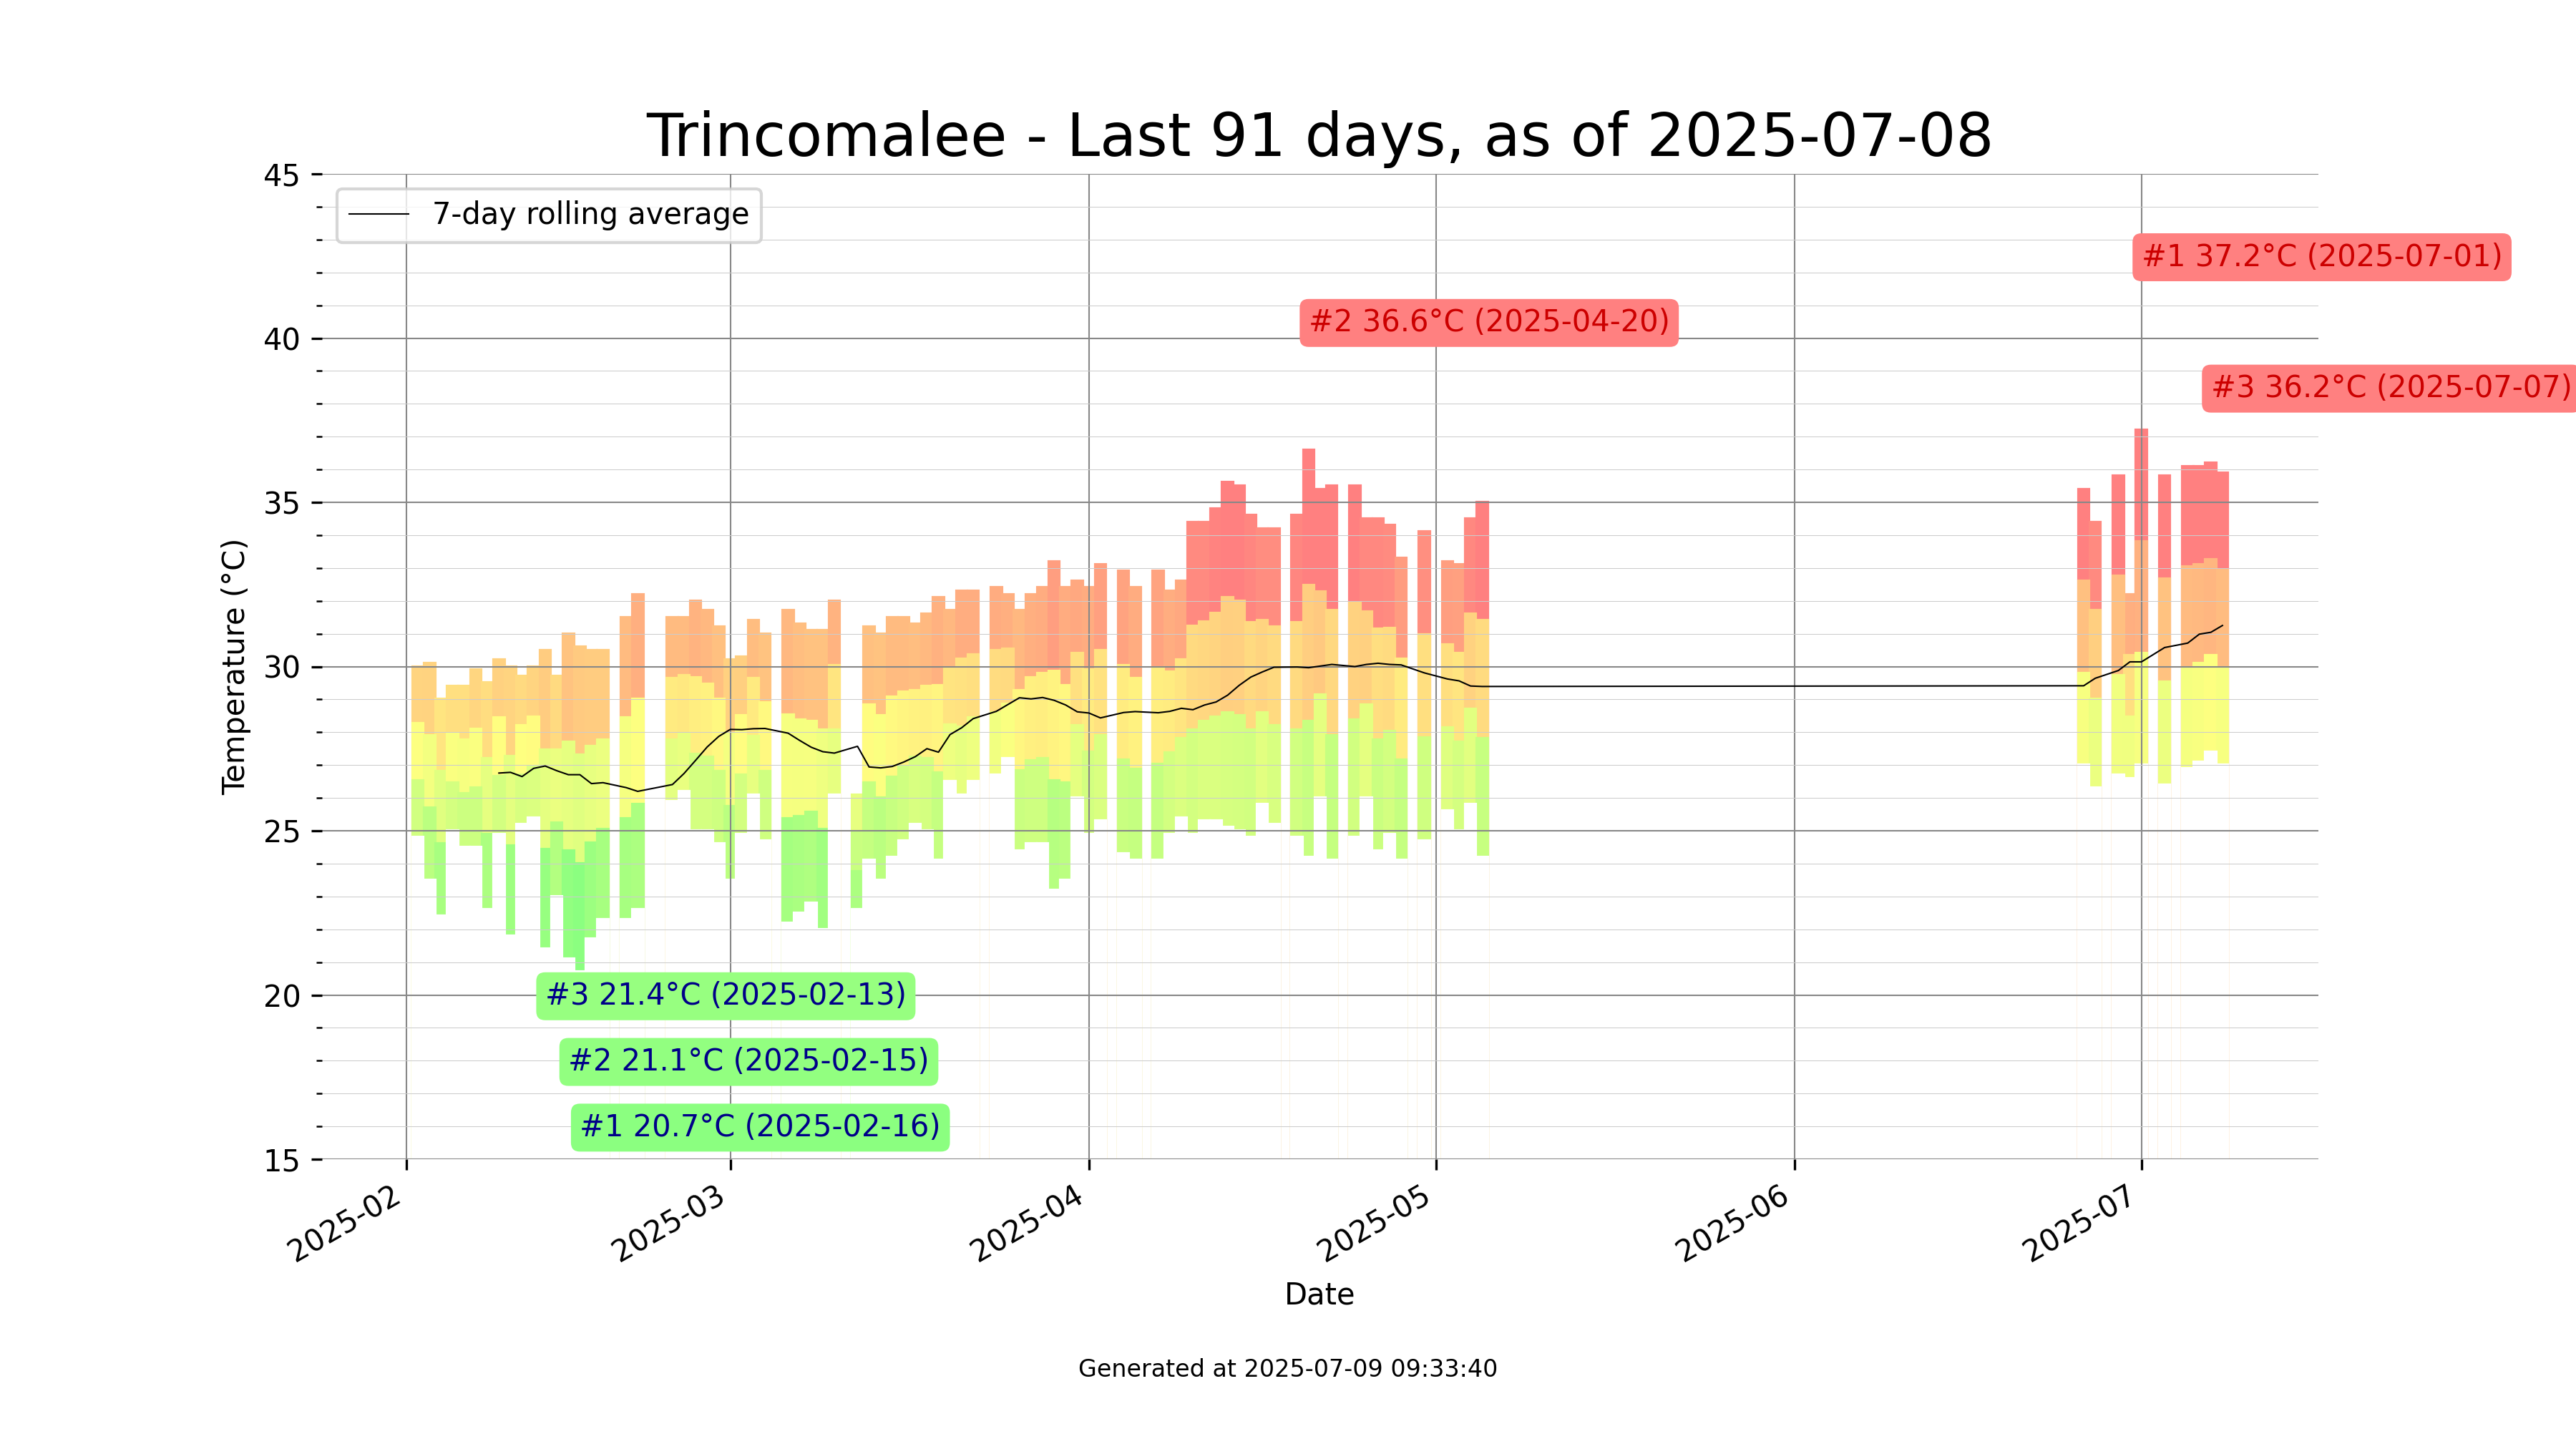 Trincomalee - Last 91 days, as of 2025-07-08
7-day rolling average
#1 37.2°C (2025-07-01)
#2 36.6°C (2025-04-20)
#3 36.2°C (2025-07-07)
#3 21.4°C (2025-02-13)
#2 21.1°C (2025-02-15)
#1 20.7°C (2025-02-16)
Temperature (°C)
45
40
35
30
25
20
15
2025-02
2025-03
2025-04
2025-05
2025-06
2025-07
Date
Generated at 2025-07-09 09:33:40